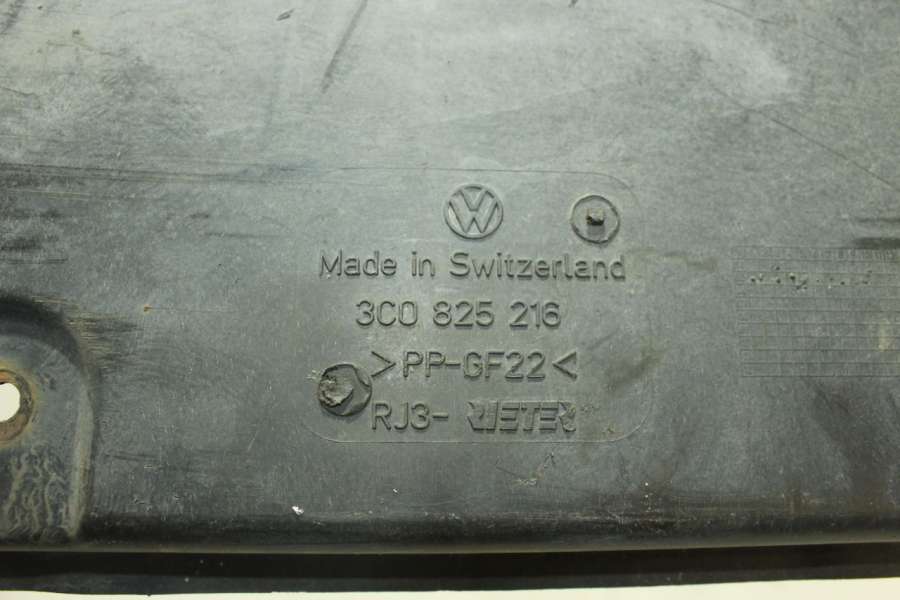 Made in Switzerland
3C0 825 216
>PP-GF22<
RJ3- RIETER